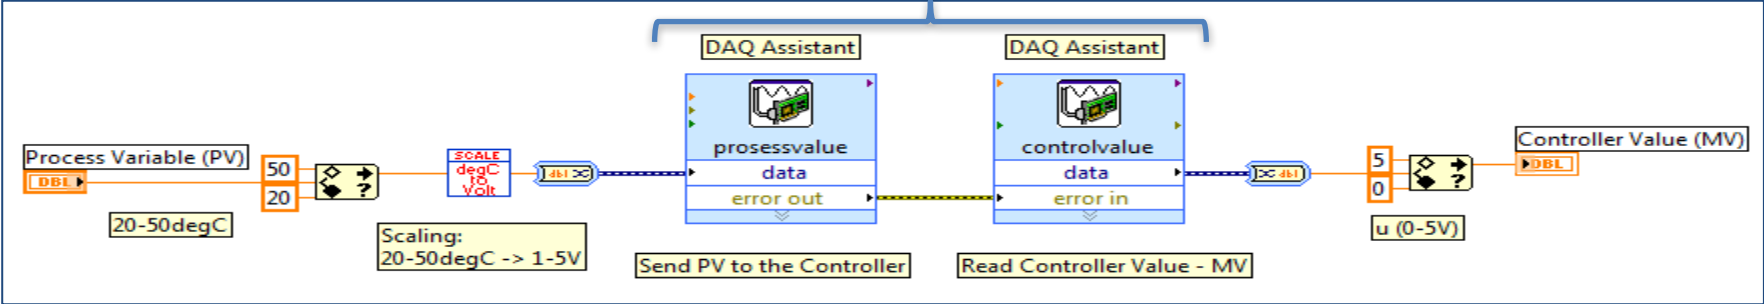 DAQ Assistant
DAQ Assistant
Process Variable (PV)
DBL
50
20
20-50degC
SCALE
degC
to
Volt
Scaling:
20-50degC -> 1-5V
dbl
prosessvalue
data
error out
Send PV to the Controller
controlvalue
data
error in
Read Controller Value - MV
dbl
5
0
?
?
u (0-5V)
Controller Value (MV)
DBL